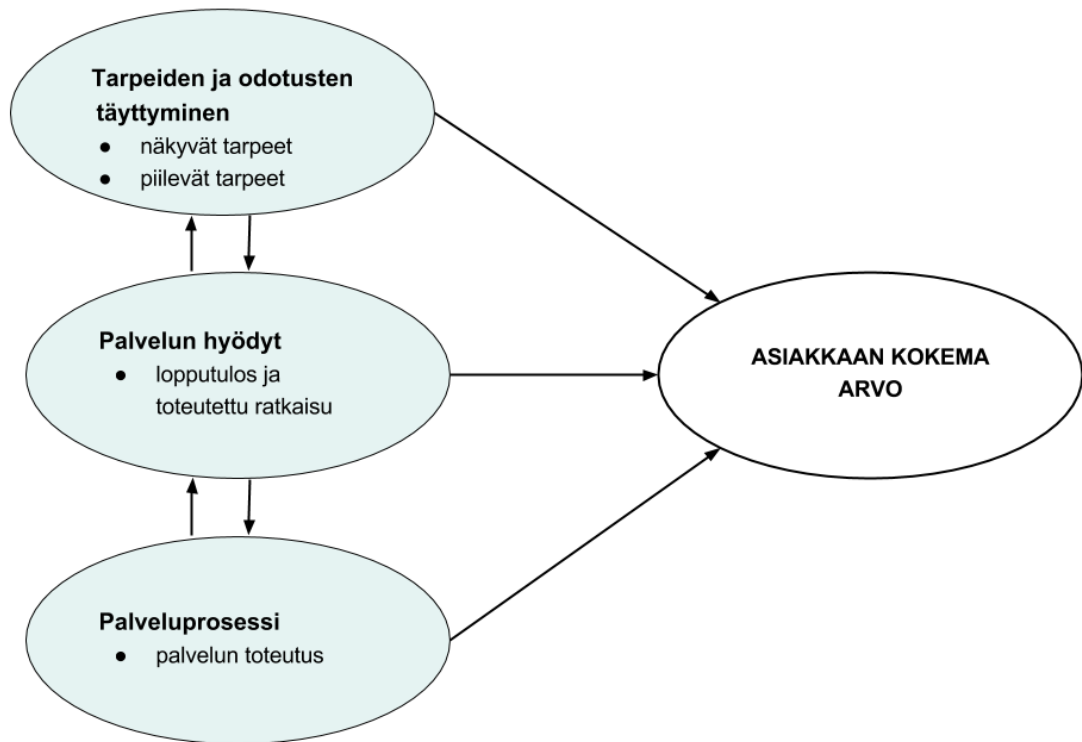 Tarpeiden ja odotusten
täyttyminen
● näkyvät tarpeet
● piilevät tarpeet
Palvelun hyödyt
● lopputulos ja
toteutettu ratkaisu
ASIAKKAAN KOKEMA
ARVO
Palveluprosessi
● palvelun toteutus